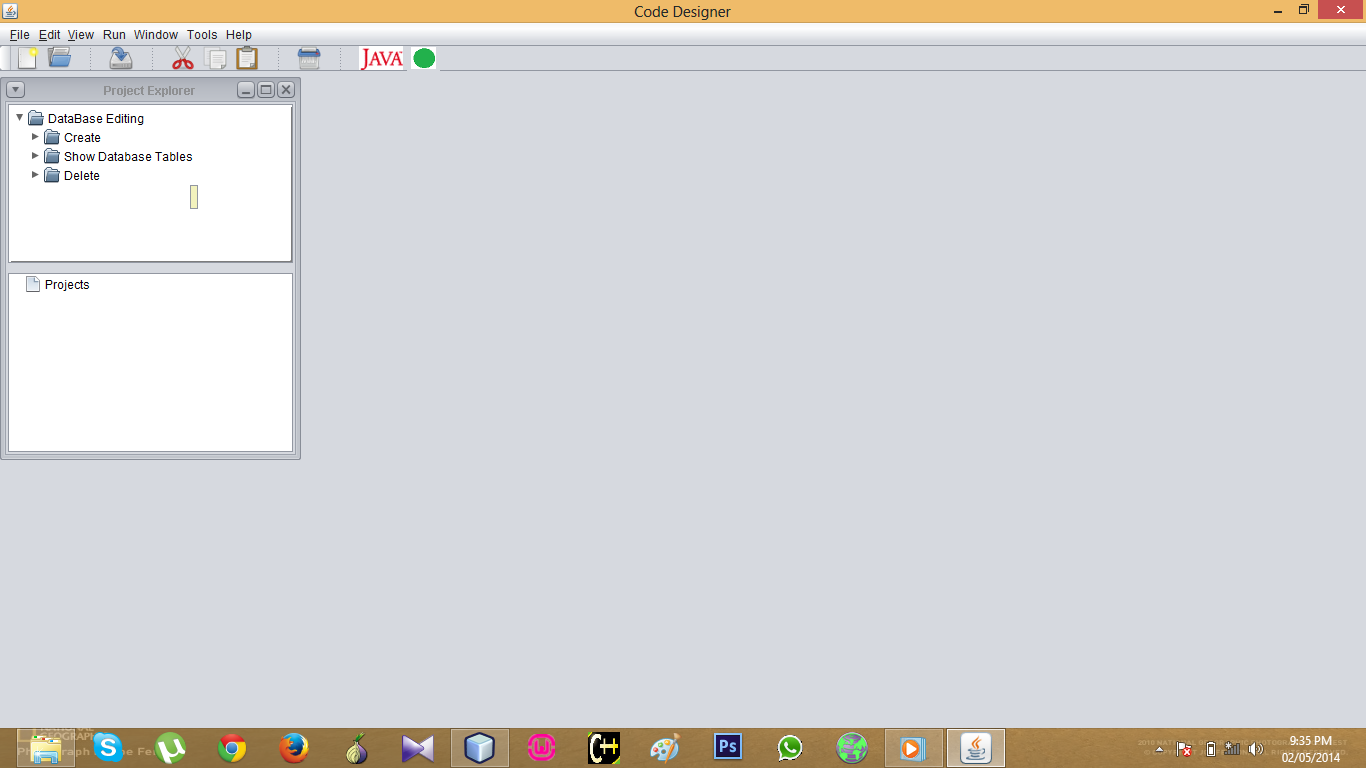 Code Designer
File Edit View Run Window Tools Help
JAVA
Project Explorer
DataBase Editing
Create
Show Database Tables
Delete
Projects
C++
Ps
9:35 PM
02/05/2014